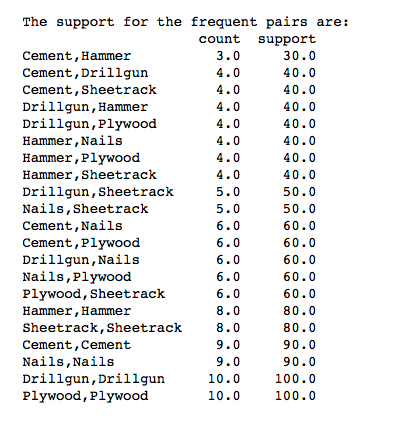 The support for the frequent pairs are:
count support
Cement,Hammer 3.0 30.0
Cement,Drillgun 4.0 40.0
Cement,Sheetrack 4.0 40.0
Drillgun,Hammer 4.0 40.0
Drillgun,Plywood 4.0 40.0
Hammer,Nails 4.0 40.0
Hammer,Plywood 4.0 40.0
Hammer,Sheetrack 4.0 40.0
Drillgun,Sheetrack 5.0 50.0
Nails,Sheetrack 5.0 50.0
Cement,Nails 6.0 60.0
Cement,Plywood 6.0 60.0
Drillgun,Nails 6.0 60.0
Nails,Plywood 6.0 60.0
Plywood,Sheetrack 6.0 60.0
Hammer,Hammer 8.0 80.0
Sheetrack,Sheetrack 8.0 80.0
Cement,Cement 9.0 90.0
Nails,Nails 9.0 90.0
Drillgun,Drillgun 10.0 100.0
Plywood,Plywood 10.0 100.0